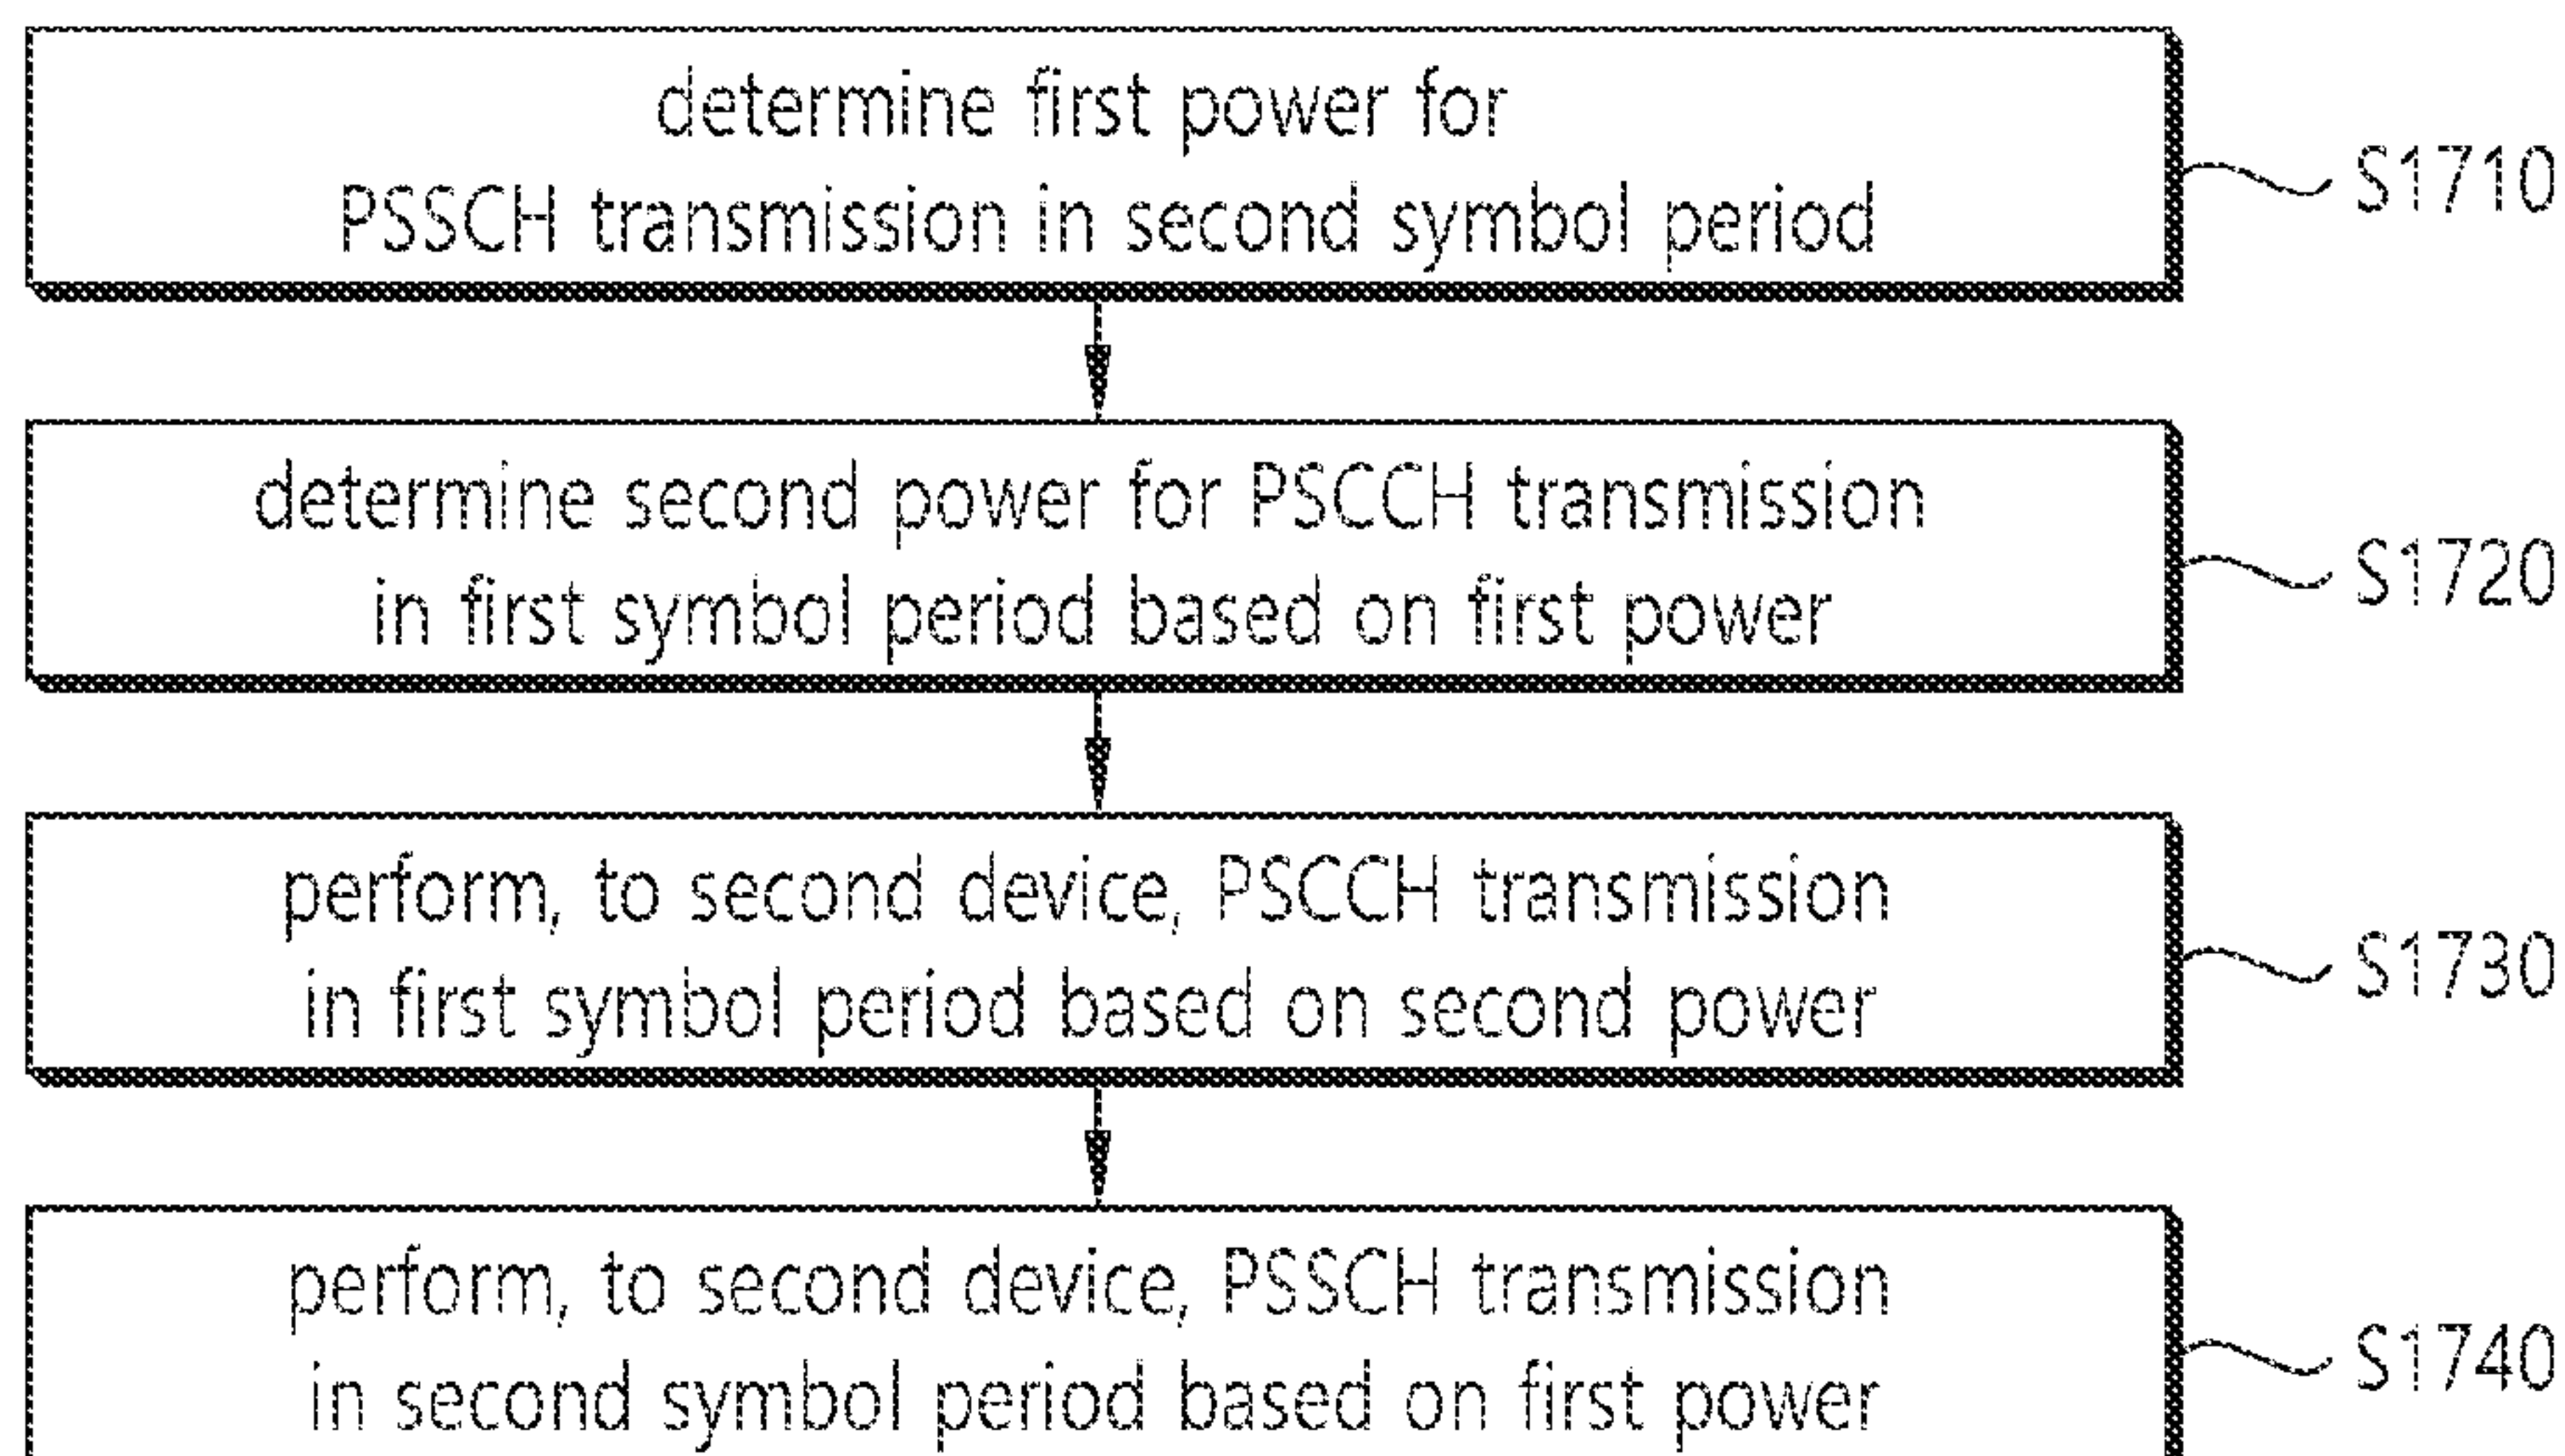 determine first power for
PSSCH transmission in second symbol period
S1710
determine second power for PSCCH transmission
in first symbol period based on first power
S1720
perform, to second device, PSCCH transmission
in first symbol period based on second power
S1730
perform, to second device, PSSCH transmission
in second symbol period based on first power
S1740